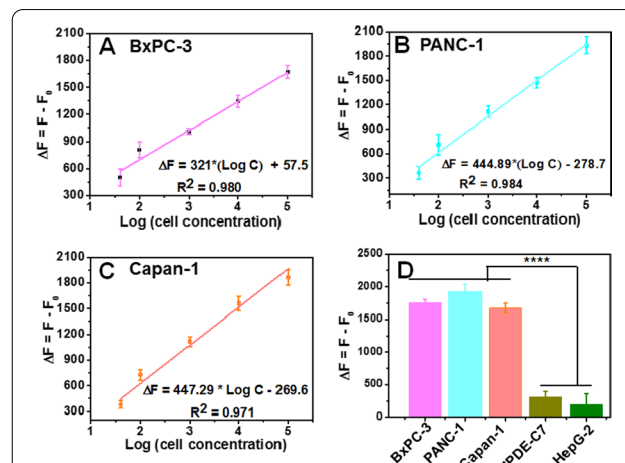 A BxPC-3
ΔF = F - F0
2100
1800
1500
1200
900
600
300
ΔF = 321*(Log C) + 57.5
R2 = 0.980
1 2 3 4 5
Log (cell concentration)
B PANC-1
ΔF = F - F0
2100
1800
1500
1200
900
600
300
ΔF = 444.89*(Log C) - 278.7
R2 = 0.984
1 2 3 4 5
Log (cell concentration)
C Capan-1
ΔF = F - F0
2100
1800
1500
1200
900
600
300
ΔF = 447.29 * Log C - 269.6
R2 = 0.971
1 2 3 4 5
Log (cell concentration)
D
ΔF = F - F0
2500
2000
1500
1000
500
0
****
BxPC-3
PANC-1
Capan-1
HPDE-C7
HepG-2